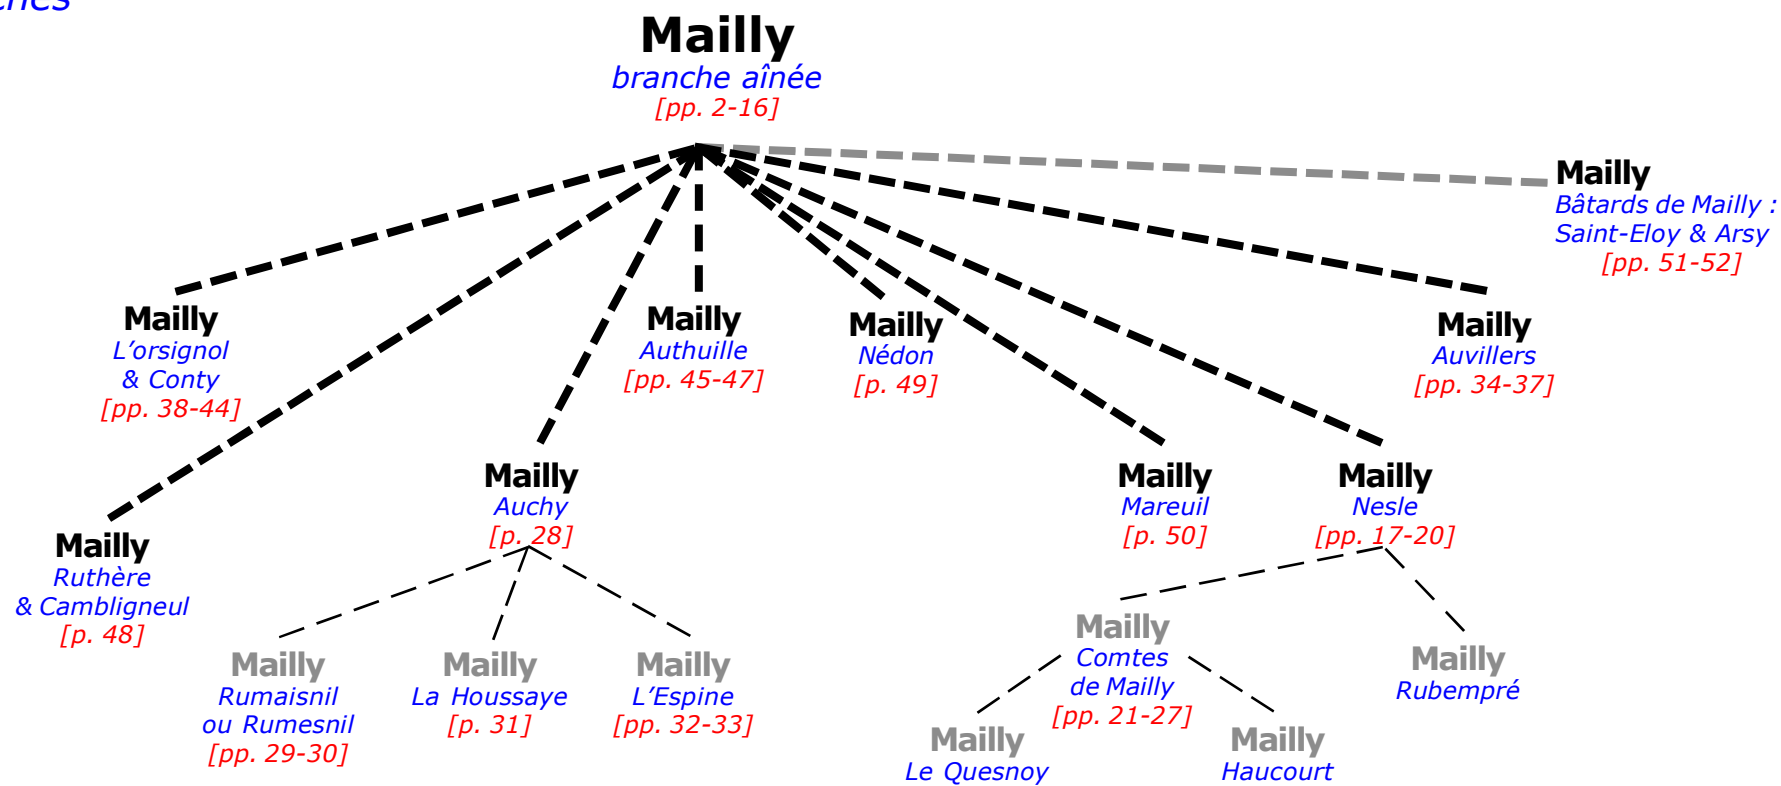 Mailly
branche aînée
[pp. 2-16]
Mailly
Bâtards de Mailly :
Saint-Eloy & Arsy
[pp. 51-52]
Mailly
L'orsignol
& Conty
[pp. 38-44]
Mailly
Authuille
[pp. 45-47]
Mailly
Nédon
[p. 49]
Mailly
Auvillers
[pp. 34-37]
Mailly
Auchy
[p. 28]
Mailly
Mareuil
[p. 50]
Mailly
Nesle
[pp. 17-20]
Mailly
Ruthère
& Cambligneul
[p. 48]
Mailly
Rumaisnil
ou Rumesnil
[pp. 29-30]
Mailly
La Houssaye
[p. 31]
Mailly
L'Espine
[pp. 32-33]
Mailly
Comtes
de Mailly
[pp. 21-27]
Mailly
Rubempré
Mailly
Le Quesnoy
Mailly
Haucourt